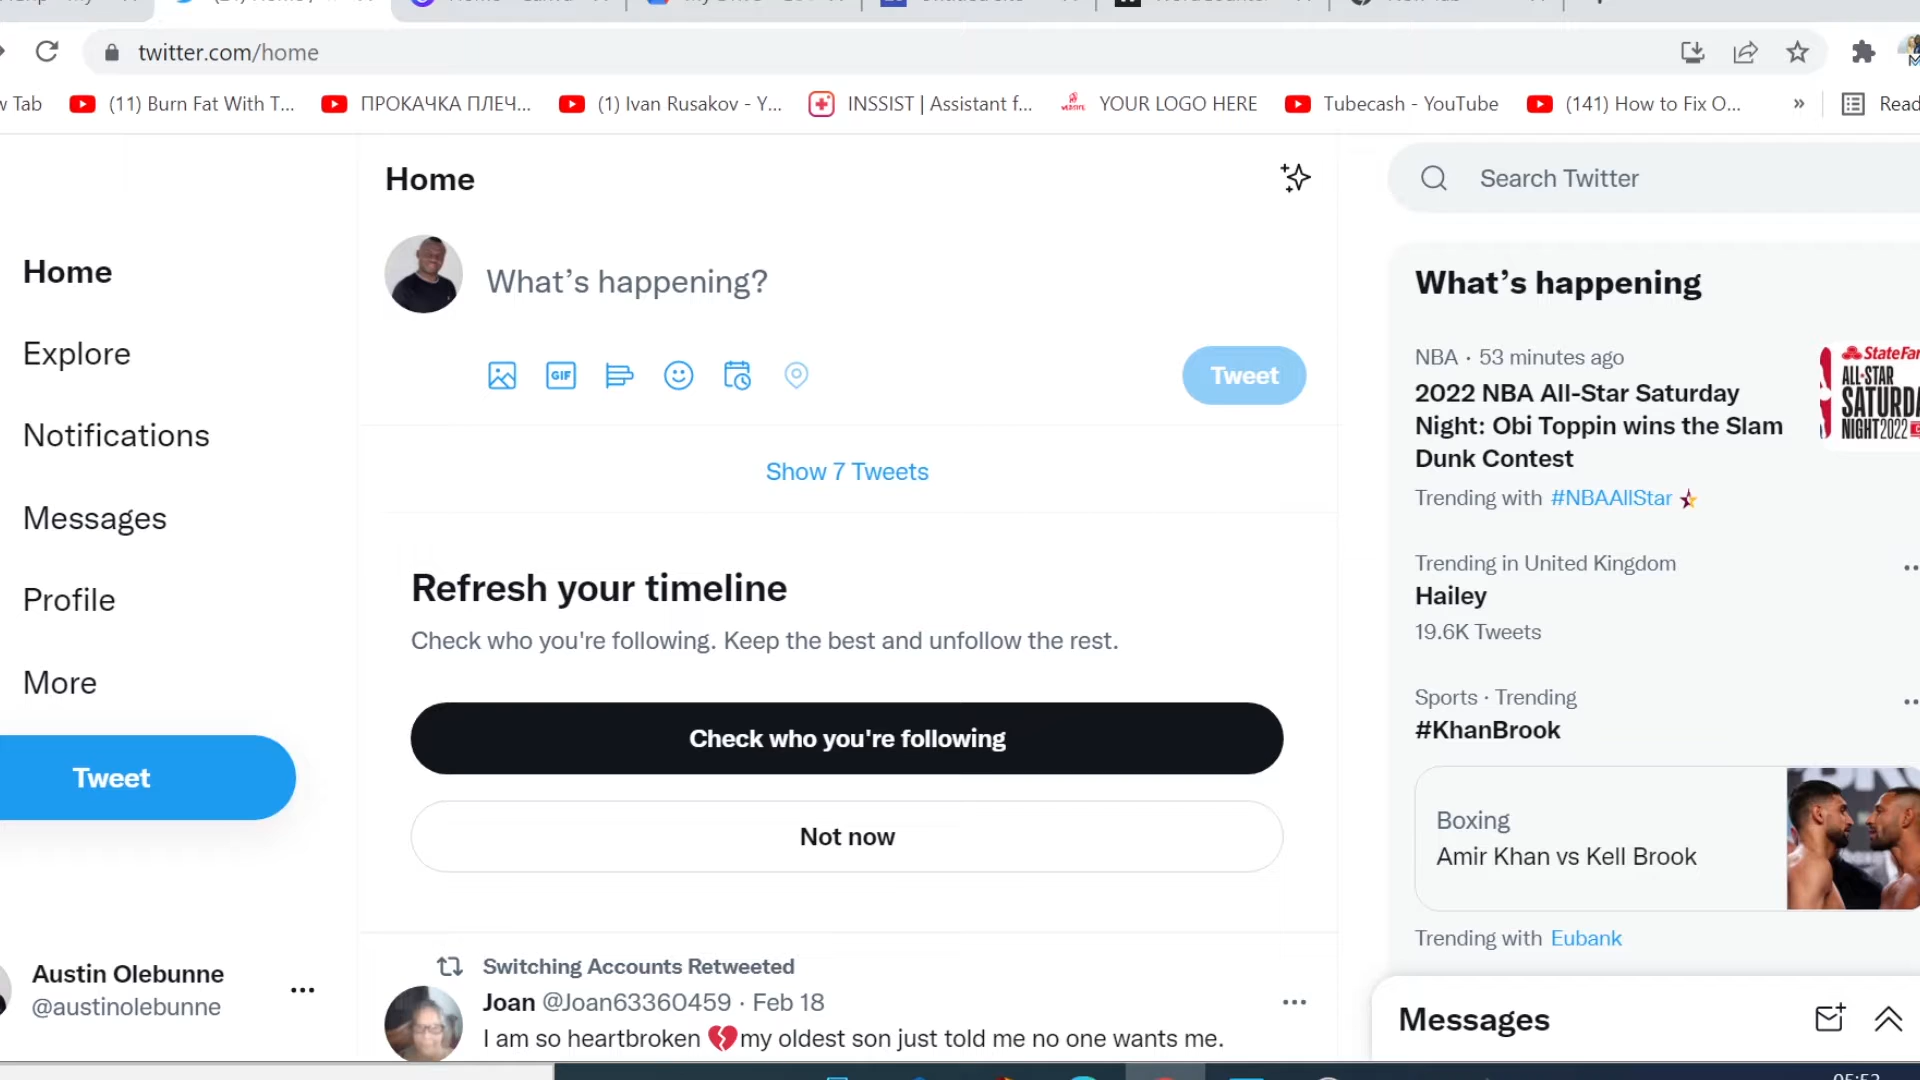 twitter.com/home
w Tab
(11) Burn Fat With T...
ПРОКАЧКА ПЛЕЧ...
(1) Ivan Rusakov - Y...
INSSIST | Assistant f...
YOUR LOGO HERE
Tubecash - YouTube
(141) How to Fix O...
»
Read
Home
Explore
Notifications
Messages
Profile
More
Tweet
Austin Olebunne
@austinolebunne
Home
What's happening?
GIF
Tweet
Show 7 Tweets
Refresh your timeline
Check who you're following. Keep the best and unfollow the rest.
Check who you're following
Not now
Switching Accounts Retweeted
Joan @Joan63360459 · Feb 18
I am so heartbroken 💔my oldest son just told me no one wants me.
Search Twitter
What's happening
NBA · 53 minutes ago
2022 NBA All-Star Saturday
Night: Obi Toppin wins the Slam
Dunk Contest
Trending with #NBAAllStar
StateFar
ALL-STAR
SATURDA
NIGHT2022
Trending in United Kingdom
Hailey
19.6K Tweets
Sports · Trending
#KhanBrook
Boxing
Amir Khan vs Kell Brook
Trending with Eubank
Messages